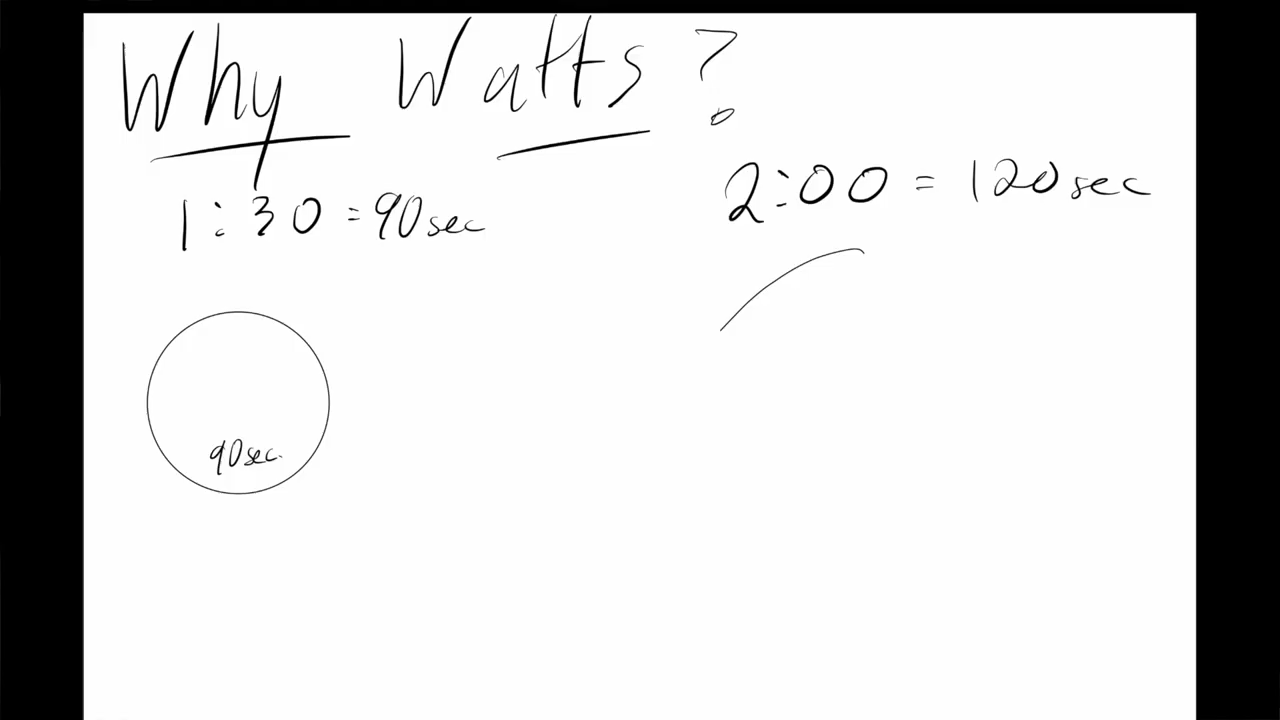 Why Watts?
1:30 = 90sec
2:00 = 120sec
90sec.